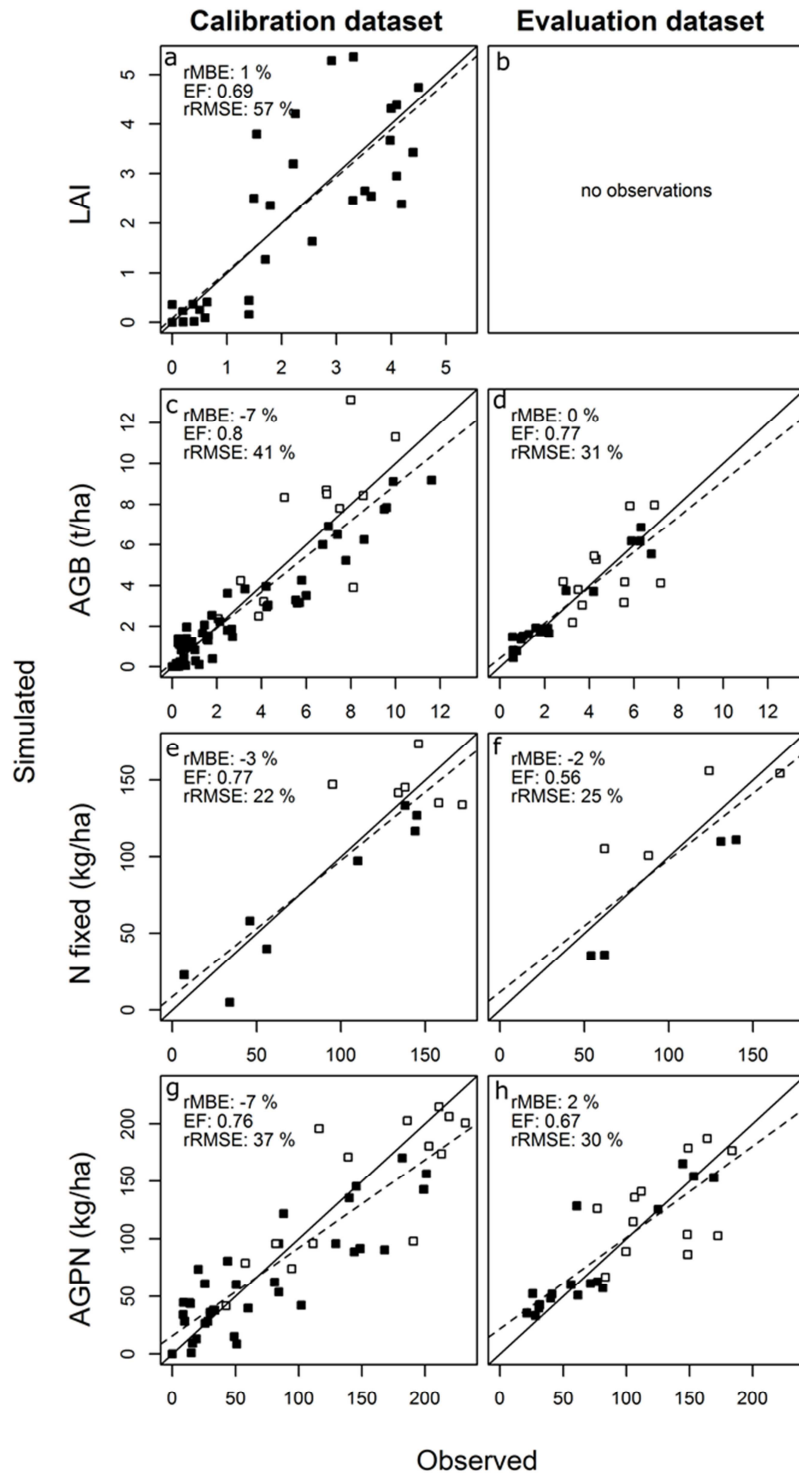 Calibration dataset
Evaluation dataset
a
rMBE: 1 %
EF: 0.69
rRMSE: 57 %
b
no observations
LAI
0 1 2 3 4 5
0 1 2 3 4 5
c
rMBE: -7 %
EF: 0.8
rRMSE: 41 %
d
rMBE: 0 %
EF: 0.77
rRMSE: 31 %
AGB (t/ha)
0 2 4 6 8 10 12
0 2 4 6 8 10 12
0 2 4 6 8 10 12
Simulated
e
rMBE: -3 %
EF: 0.77
rRMSE: 22 %
f
rMBE: -2 %
EF: 0.56
rRMSE: 25 %
N fixed (kg/ha)
0 50 100 150
0 50 100 150
0 50 100 150
g
rMBE: -7 %
EF: 0.76
rRMSE: 37 %
h
rMBE: 2 %
EF: 0.67
rRMSE: 30 %
AGPN (kg/ha)
0 50 100 150 200
0 50 100 150 200
0 50 100 150 200
Observed